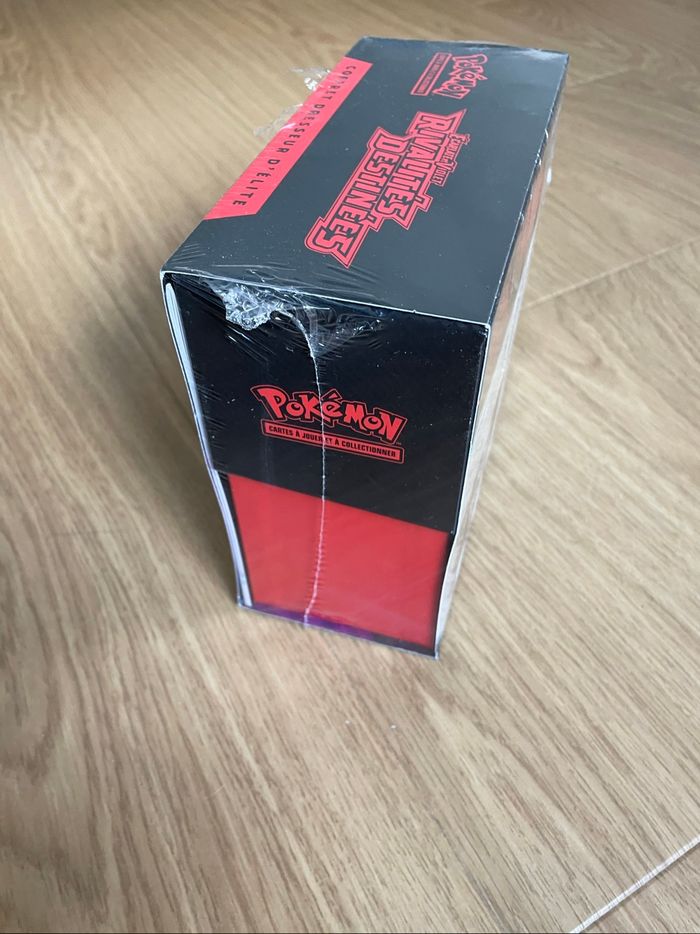 COFFRET DRESSEUR D'ÉLITE
POKÉMON
ÉCARLATE ET VIOLET
RIVALITÉS
DESTINÉES
POKÉMON
CARTES À JOUER ET À COLLECTIONNER